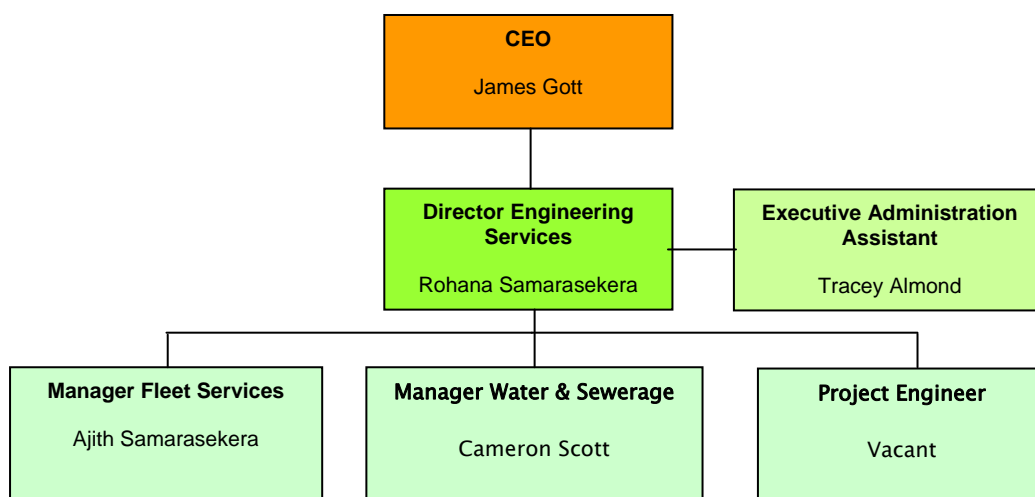 CEO
James Gott
Director Engineering
Services
Rohana Samarasekera
Executive Administration
Assistant
Tracey Almond
Manager Fleet Services
Ajith Samarasekera
Manager Water & Sewerage
Cameron Scott
Project Engineer
Vacant